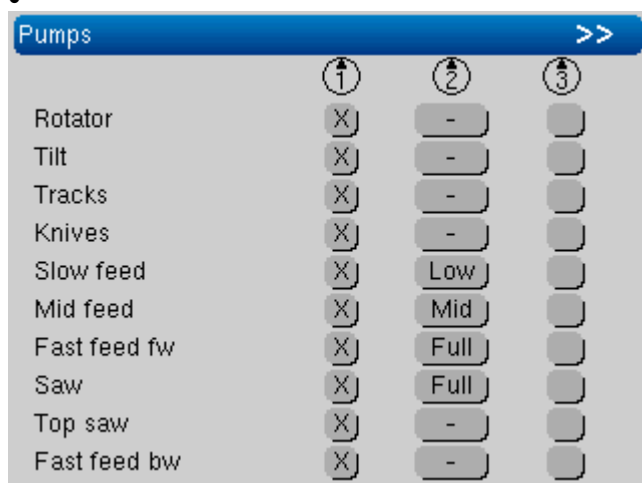 Pumps >>
1 2 3
Rotator X -
Tilt X -
Tracks X -
Knives X -
Slow feed X Low
Mid feed X Mid
Fast feed fw X Full
Saw X Full
Top saw X -
Fast feed bw X -